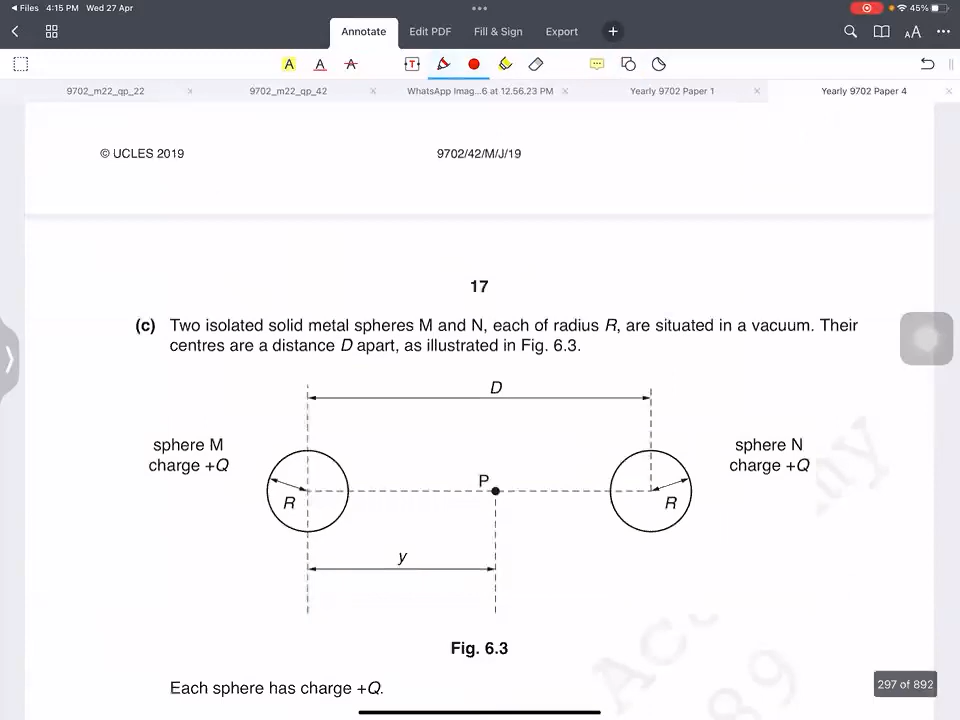 Files 4:15 PM Wed 27 Apr 45%
Annotate Edit PDF Fill & Sign Export
A A A T AA
9702_m22_qp_22 9702_m22_qp_42 WhatsApp Imag...6 at 12.56.23 PM Yearly 9702 Paper 1 Yearly 9702 Paper 4
© UCLES 2019 9702/42/M/J/19
17
(c) Two isolated solid metal spheres M and N, each of radius R, are situated in a vacuum. Their
centres are a distance D apart, as illustrated in Fig. 6.3.
D
sphere M
charge +Q
sphere N
charge +Q
P
R
R
y
Fig. 6.3
Each sphere has charge +Q.
297 of 892